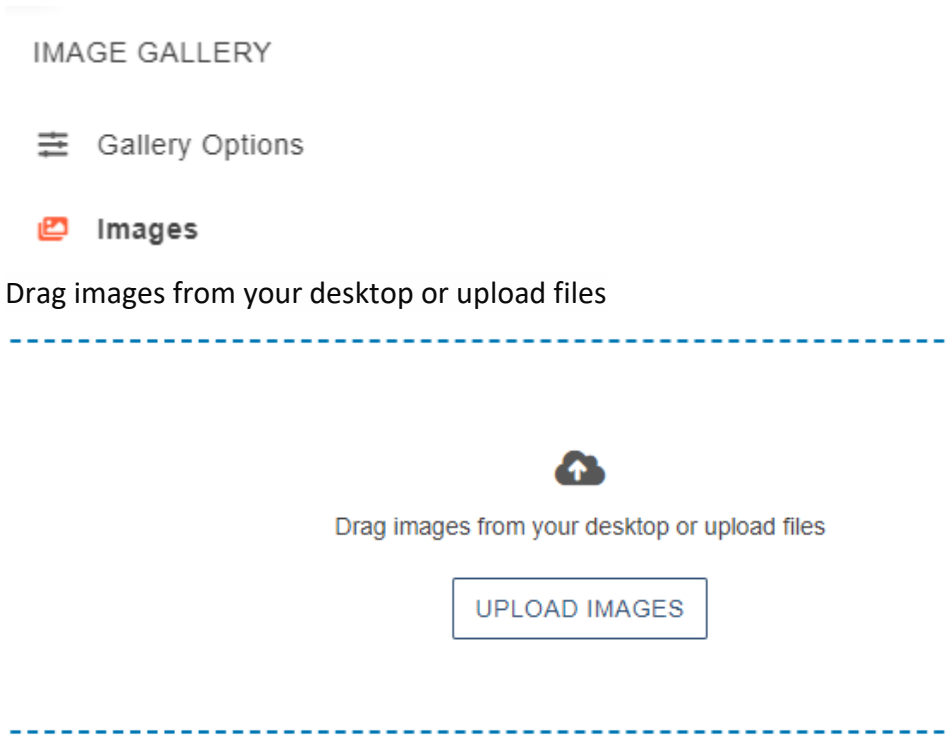 IMAGE GALLERY
Gallery Options
Images
Drag images from your desktop or upload files
Drag images from your desktop or upload files
UPLOAD IMAGES